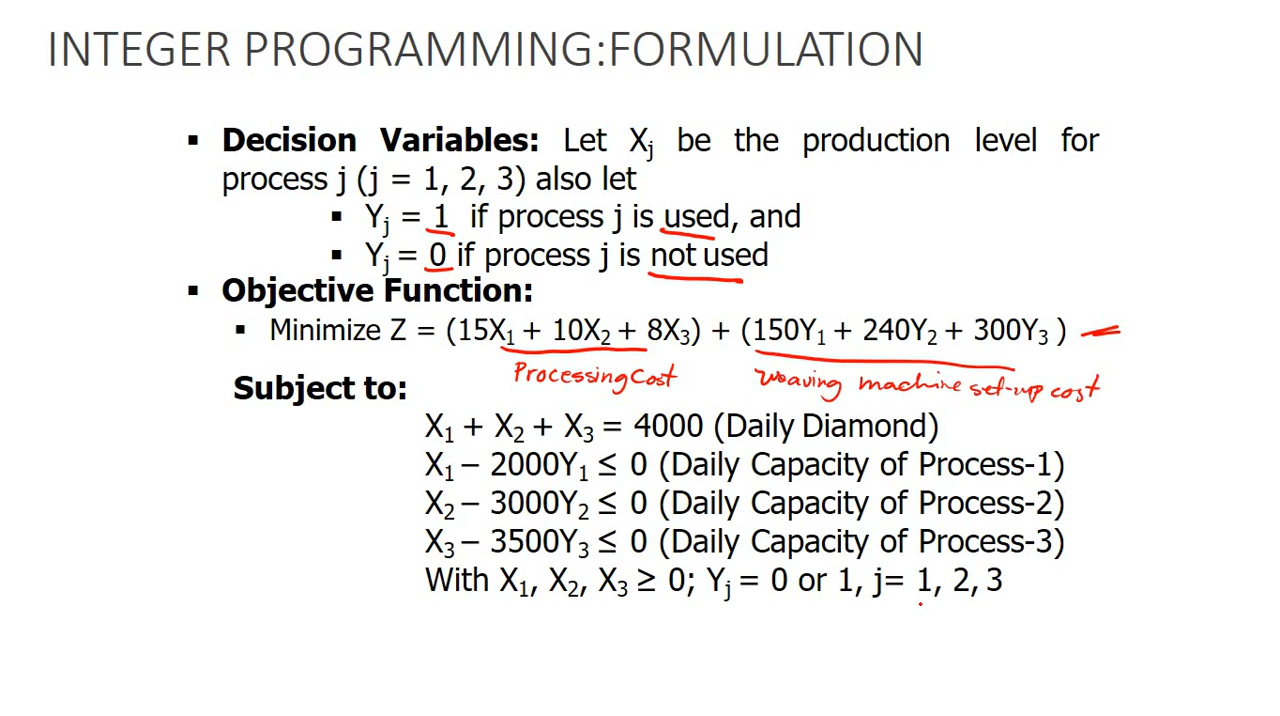 INTEGER PROGRAMMING:FORMULATION
▪ Decision Variables: Let Xj be the production level for
process j (j = 1, 2, 3) also let
▪ Yj = 1 if process j is used, and
▪ Yj = 0 if process j is not used
▪ Objective Function:
▪ Minimize Z = (15X1 + 10X2 + 8X3) + (150Y1 + 240Y2 + 300Y3 )
Processing Cost weaving machine set-up cost
Subject to:
X1 + X2 + X3 = 4000 (Daily Diamond)
X1 – 2000Y1 ≤ 0 (Daily Capacity of Process-1)
X2 – 3000Y2 ≤ 0 (Daily Capacity of Process-2)
X3 – 3500Y3 ≤ 0 (Daily Capacity of Process-3)
With X1, X2, X3 ≥ 0; Yj = 0 or 1, j= 1, 2, 3